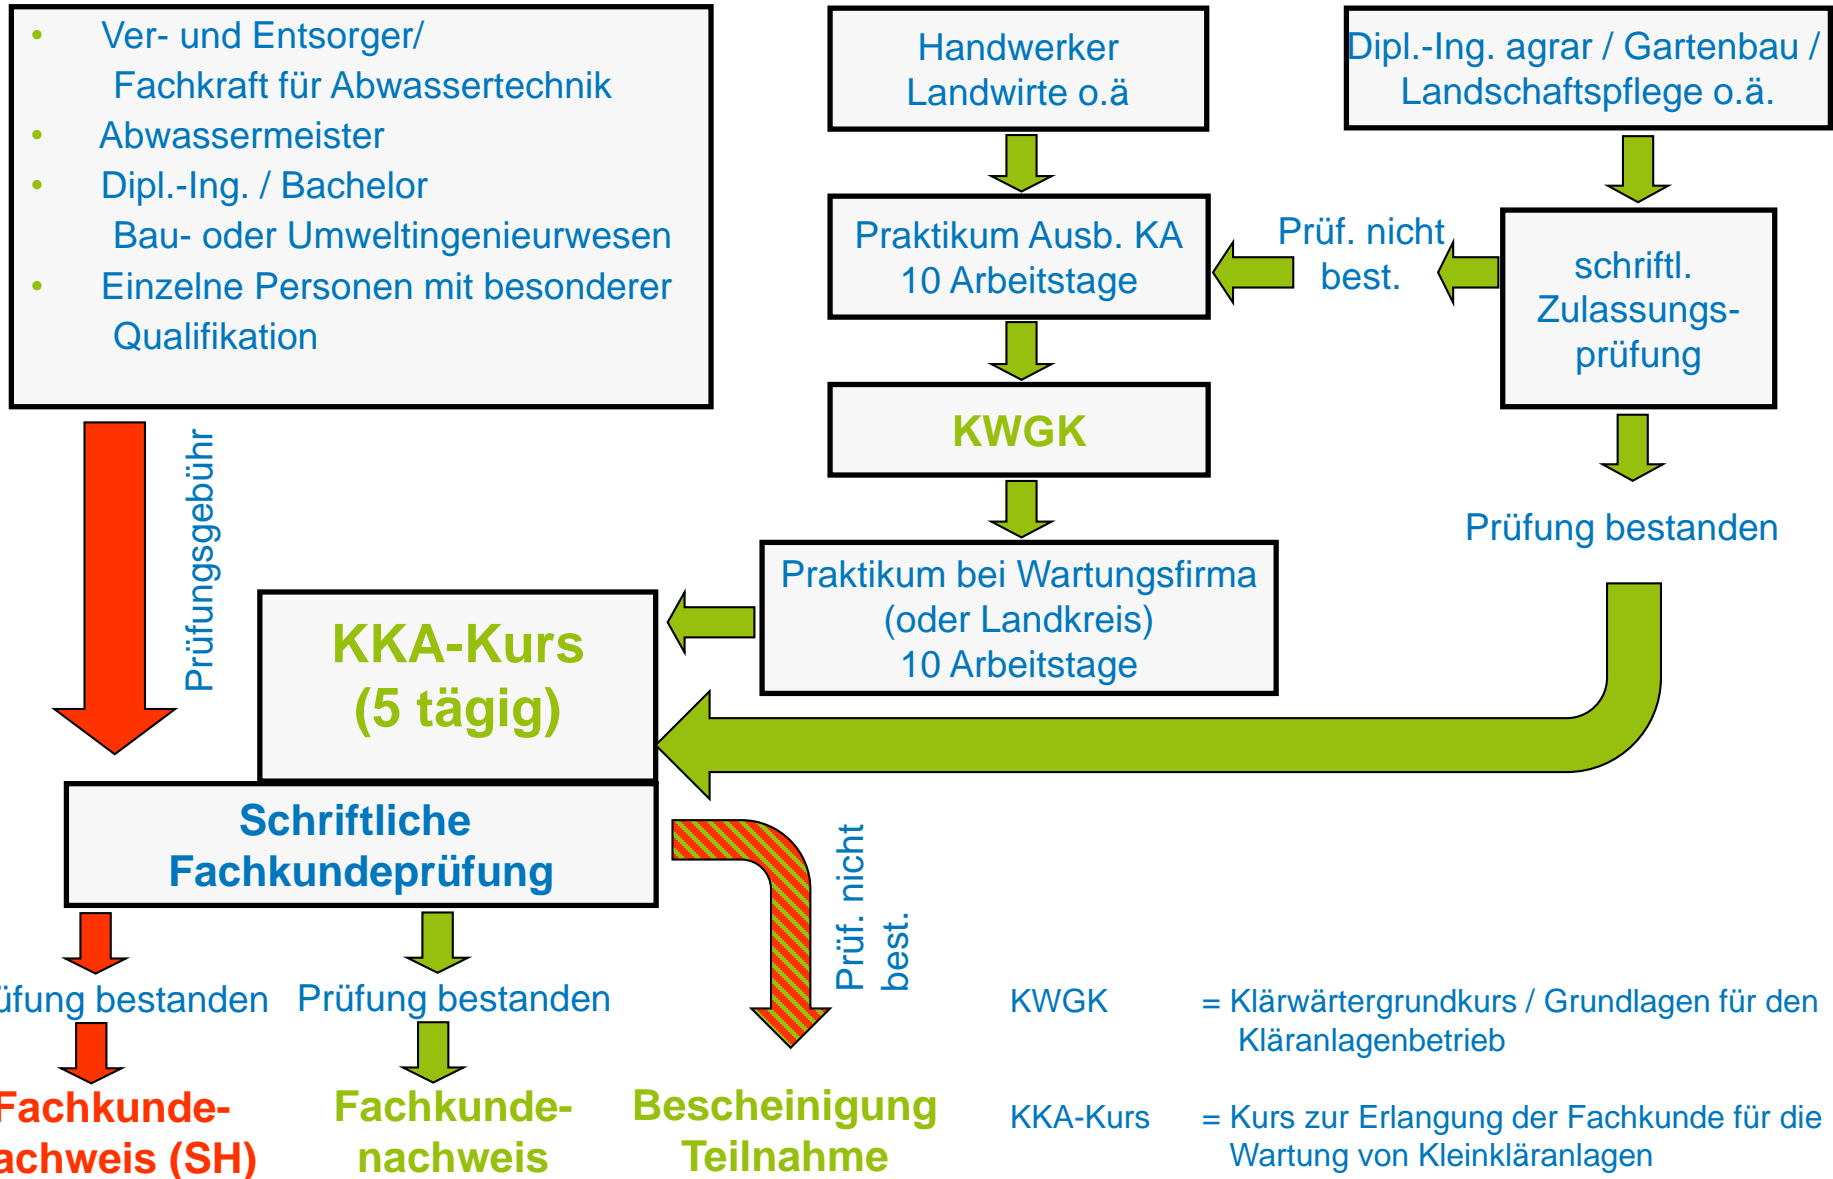 • Ver- und Entsorger/
Fachkraft für Abwassertechnik
• Abwassermeister
• Dipl.-Ing. / Bachelor
Bau- oder Umweltingenieurwesen
• Einzelne Personen mit besonderer
Qualifikation
Handwerker
Landwirte o.ä
Dipl.-Ing. agrar / Gartenbau /
Landschaftspflege o.ä.
Praktikum Ausb. KA
10 Arbeitstage
Prüf. nicht
best.
schriftl.
Zulassungs-
prüfung
KWGK
Prüfungsgebühr
Prüfung bestanden
Praktikum bei Wartungsfirma
(oder Landkreis)
10 Arbeitstage
KKA-Kurs
(5 tägig)
Schriftliche
Fachkundeprüfung
Prüf. nicht
best.
üfung bestanden
Prüfung bestanden
Fachkunde-
achweis (SH)
Fachkunde-
nachweis
Bescheinigung
Teilnahme
KWGK = Klärwärtergrundkurs / Grundlagen für den
Kläranlagenbetrieb
KKA-Kurs = Kurs zur Erlangung der Fachkunde für die
Wartung von Kleinkläranlagen